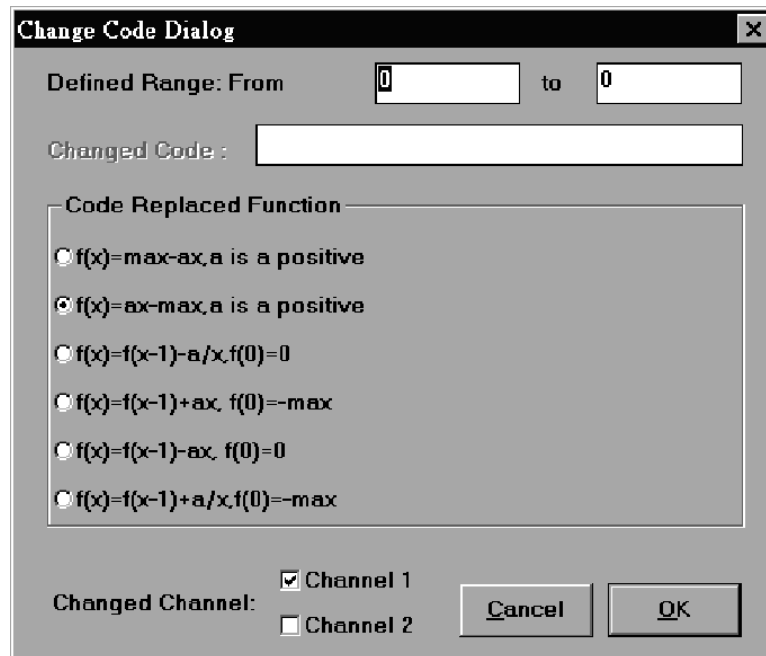 Change Code Dialog
Defined Range: From 0 to 0
Changed Code :
Code Replaced Function
f(x)=max-ax,a is a positive
f(x)=ax-max,a is a positive
f(x)=f(x-1)-a/x,f(0)=0
f(x)=f(x-1)+ax, f(0)=-max
f(x)=f(x-1)-ax, f(0)=0
f(x)=f(x-1)+a/x,f(0)=-max
Changed Channel:
Channel 1
Channel 2
Cancel
OK